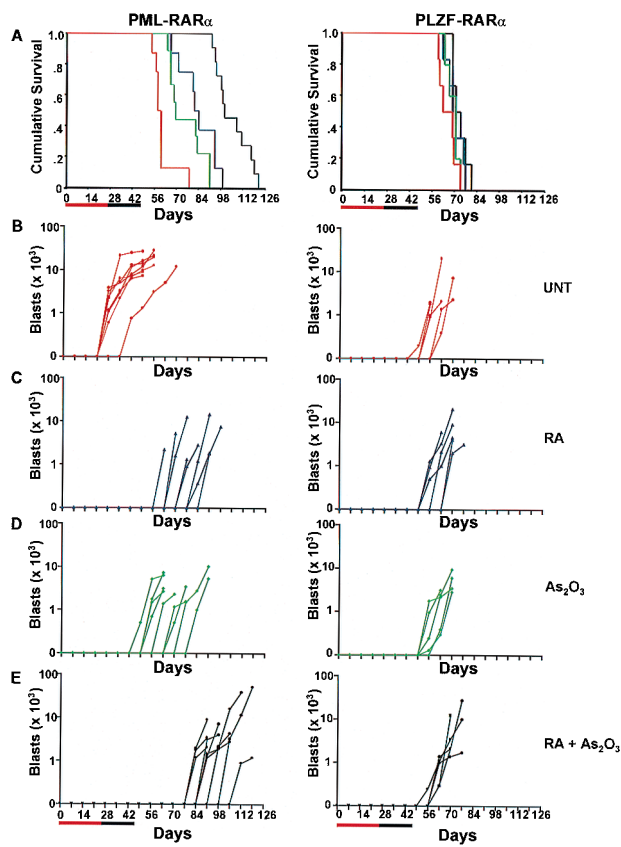 PML-RARα
PLZF-RARα
A
Cumulative Survival
1.0
.8
.6
.4
.2
0
0 14 28 42 56 70 84 98 112 126
Days
Cumulative Survival
1.0
.8
.6
.4
.2
0
0 14 28 42 56 70 84 98 112 126
Days
B
Blasts (x 10³)
100
10
1
0
Days
Blasts (x 10³)
100
10
1
0
Days
UNT
C
Blasts (x 10³)
100
10
1
0
Days
Blasts (x 10³)
100
10
1
0
Days
RA
D
Blasts (x 10³)
100
10
1
0
Days
Blasts (x 10³)
100
10
1
0
Days
As₂O₃
E
Blasts (x 10³)
100
10
1
0
0 14 28 42 56 70 84 98 112 126
Days
Blasts (x 10³)
100
10
1
0
0 14 28 42 56 70 84 98 112 126
Days
RA + As₂O₃